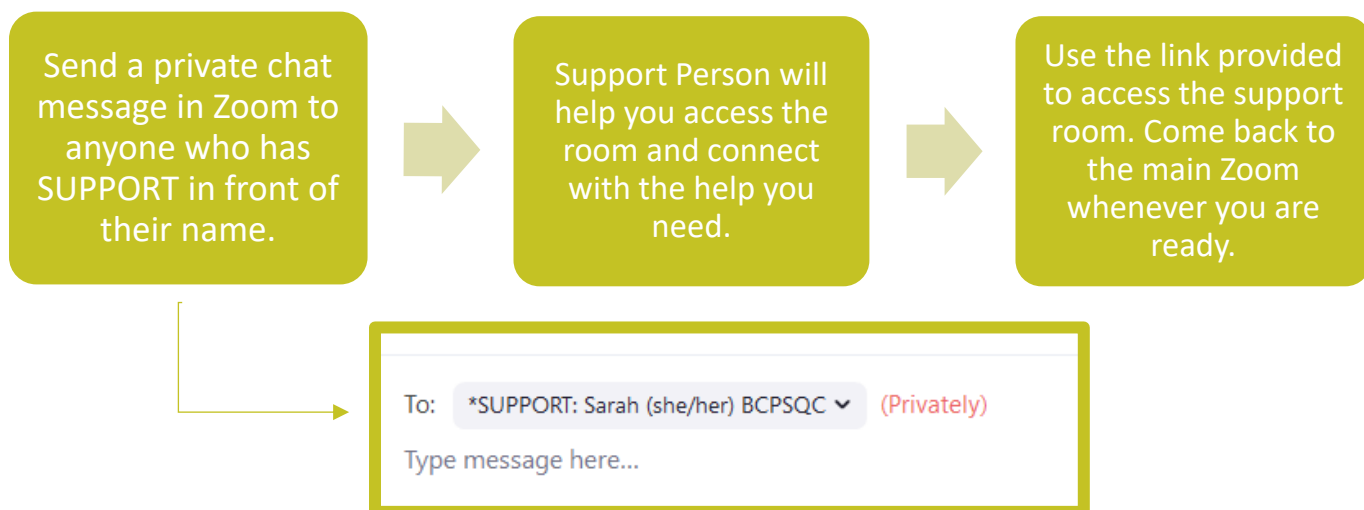 Send a private chat
message in Zoom to
anyone who has
SUPPORT in front of
their name.
Support Person will
help you access the
room and connect
with the help you
need.
Use the link provided
to access the support
room. Come back to
the main Zoom
whenever you are
ready.
To: *SUPPORT: Sarah (she/her) BCPSQC (Privately)
Type message here...